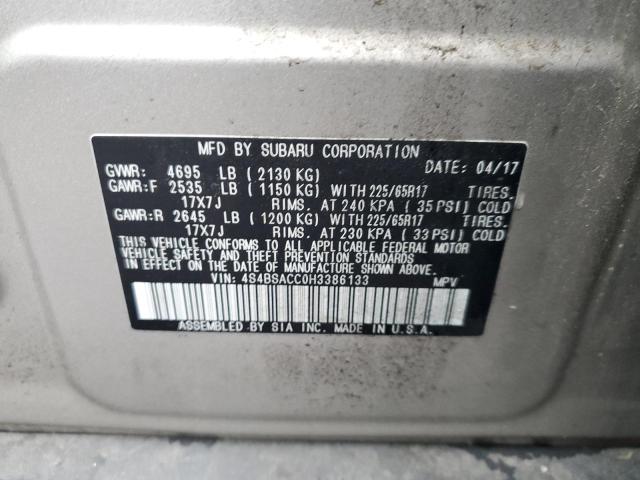 MFD BY SUBARU CORPORATION
GVWR: 4695 LB (2130 KG) DATE: 04/17
GAWR:F 2535 LB (1150 KG) WITH 225/65R17 TIRES.
17X7J RIMS. AT 240 KPA (35 PSI) COLD
GAWR:R 2645 LB (1200 KG) WITH 225/65R17 TIRES.
17X7J RIMS. AT 230 KPA (33 PSI) COLD
THIS VEHICLE CONFORMS TO ALL APPLICABLE FEDERAL MOTOR
VEHICLE SAFETY AND THEFT PREVENTION STANDARDS
IN EFFECT ON THE DATE OF MANUFACTURE SHOWN ABOVE.
VIN: 4S4BSACC0H3386133 MPV
ASSEMBLED BY SIA INC. MADE IN U.S.A.